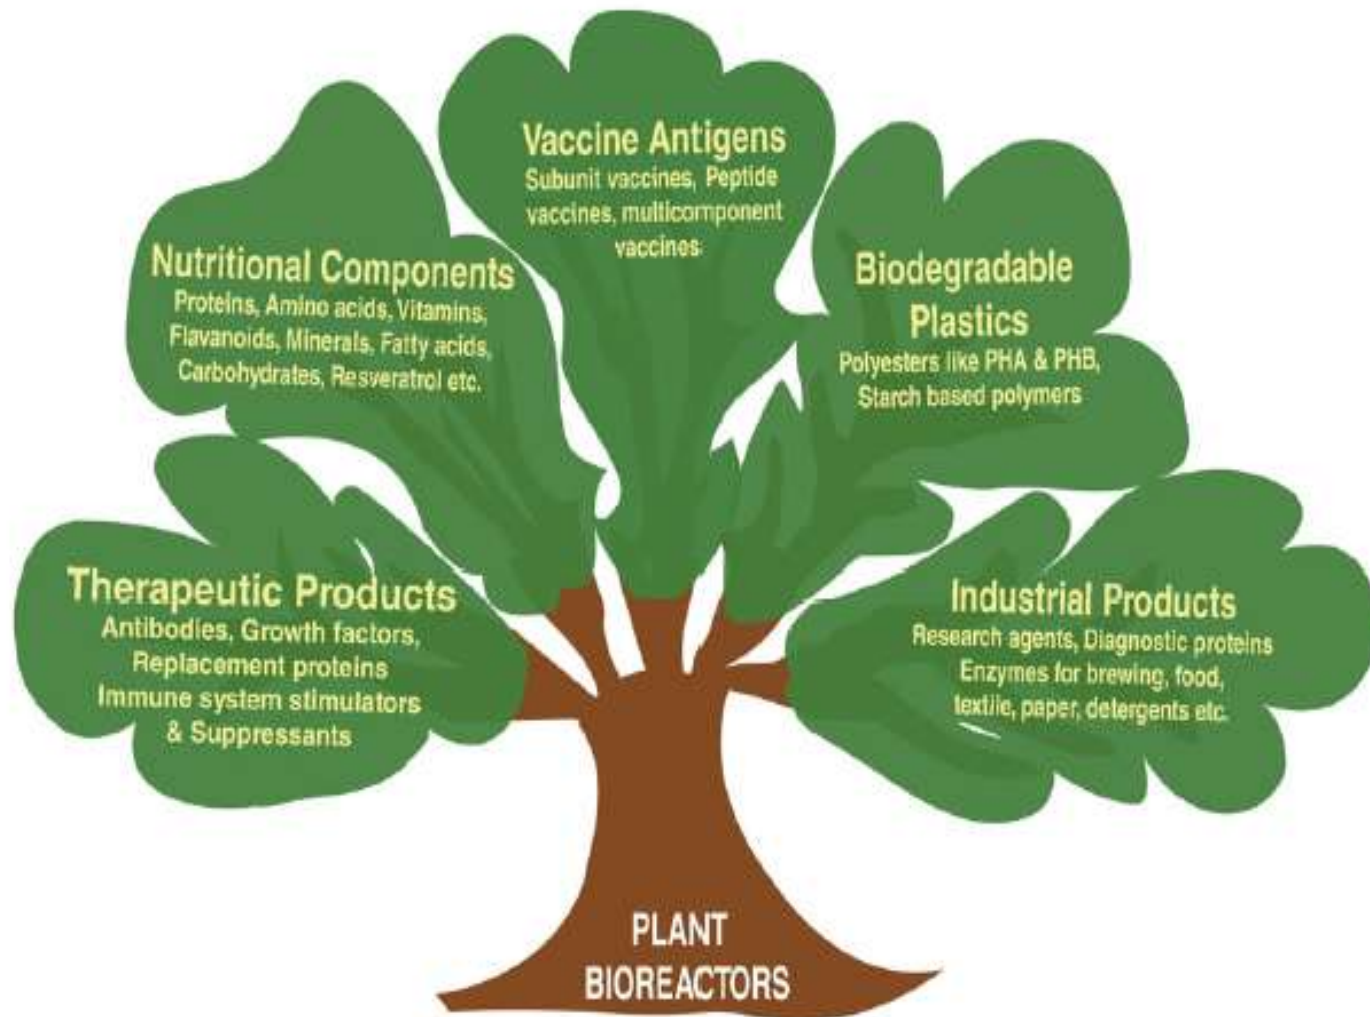 Vaccine Antigens
Subunit vaccines, Peptide
vaccines, multicomponent
vaccines
Nutritional Components
Proteins, Amino acids, Vitamins,
Flavanoids, Minerals, Fatty acids,
Carbohydrates, Resveratrol etc.
Biodegradable
Plastics
Polyesters like PHA & PHB,
Starch based polymers
Therapeutic Products
Antibodies, Growth factors,
Replacement proteins
Immune system stimulators
& Suppressants
Industrial Products
Research agents, Diagnostic proteins
Enzymes for brewing, food,
textile, paper, detergents etc.
PLANT
BIOREACTORS